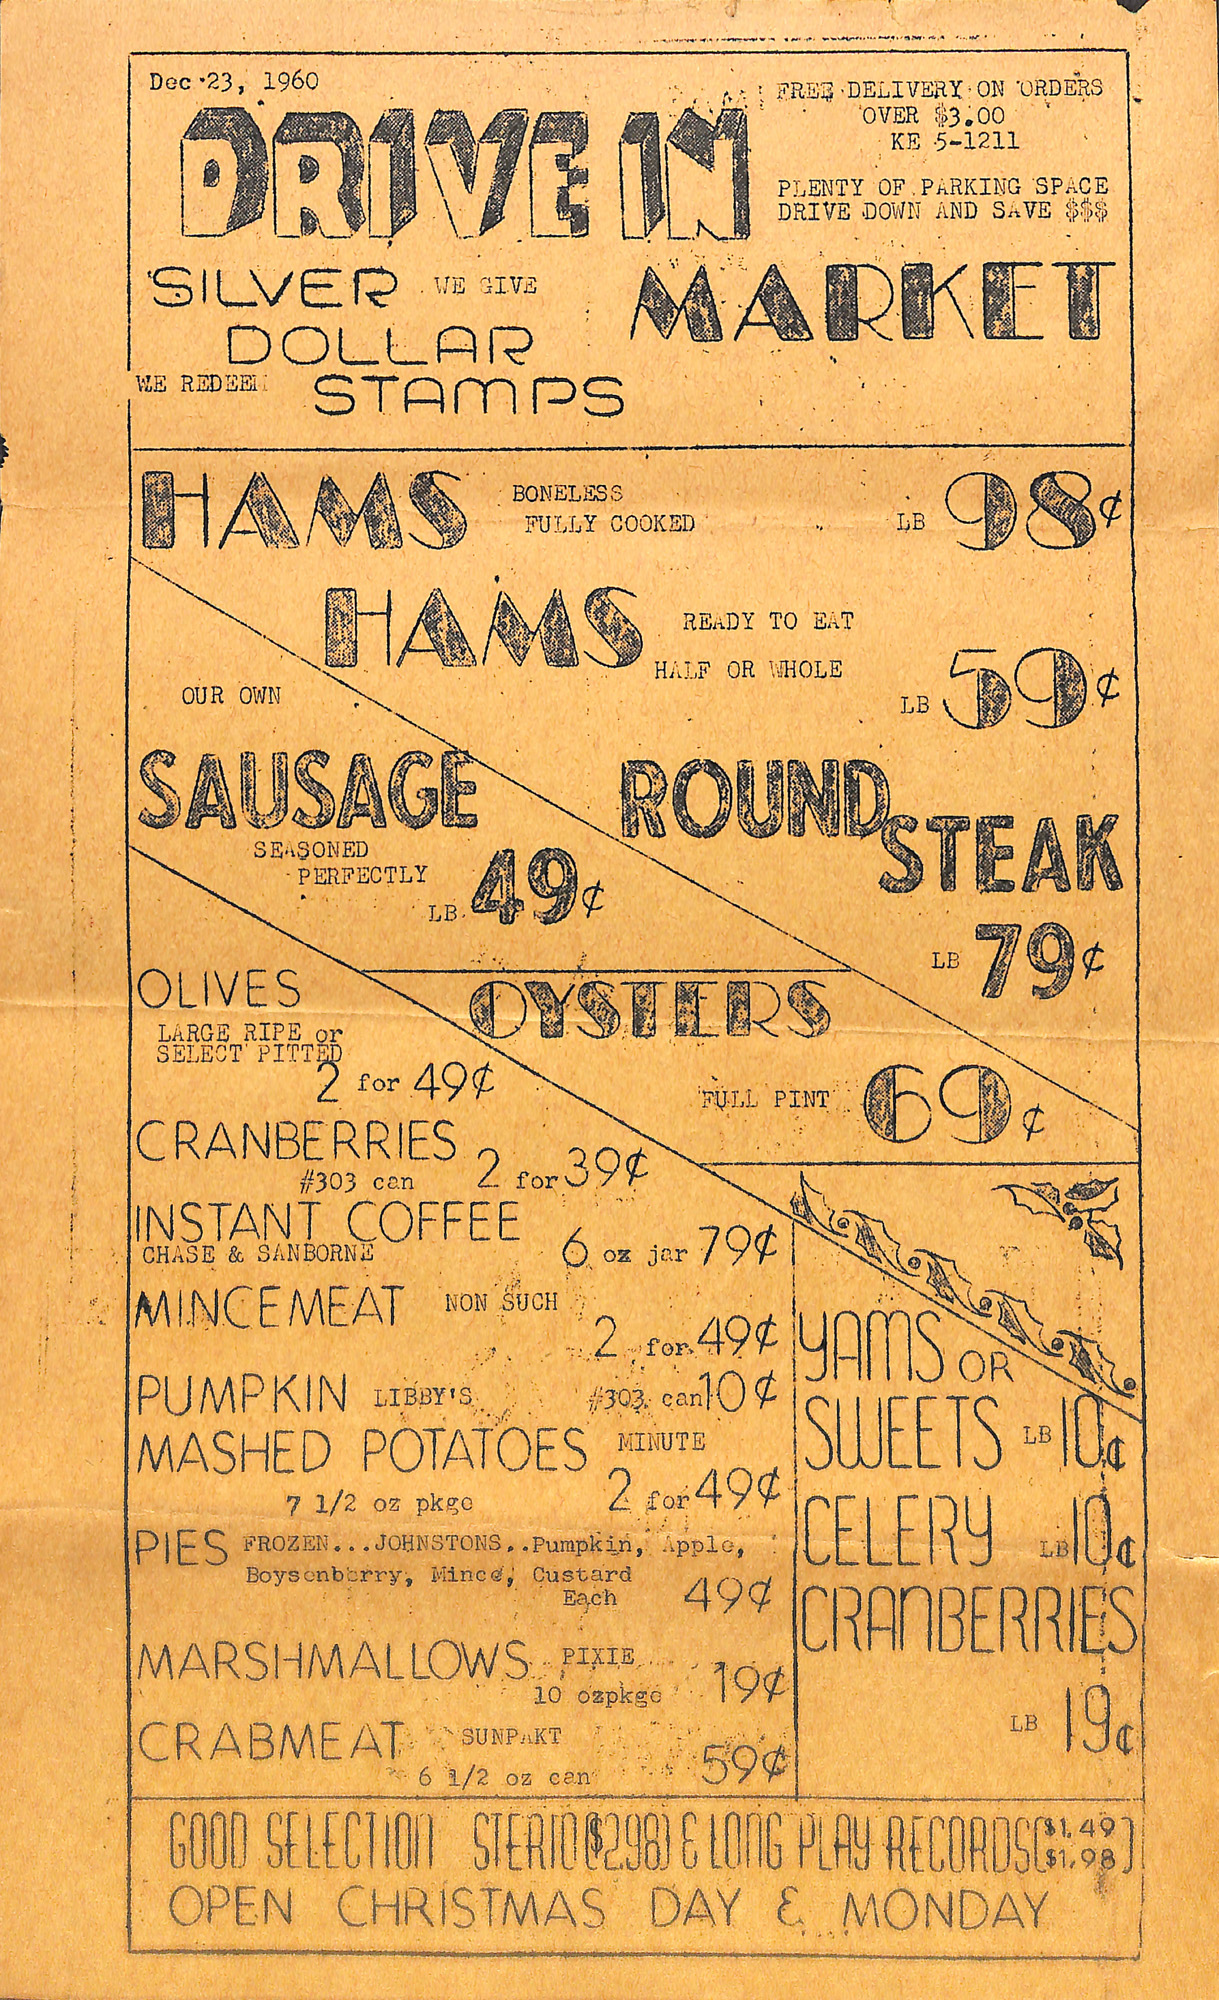 Dec 23, 1960
FREE DELIVERY ON ORDERS
OVER $3.00
KE 5-1211
PLENTY OF PARKING SPACE
DRIVE DOWN AND SAVE $$$
DRIVE IN
MARKET
SILVER WE GIVE
DOLLAR
WE REDEEM STAMPS
HAMS BONELESS
FULLY COOKED LB 98¢
HAMS READY TO EAT
HALF OR WHOLE
LB 59¢
OUR OWN
SAUSAGE
SEASONED
PERFECTLY
LB 49¢
ROUND
STEAK
LB 79¢
OYSTERS
FULL PINT 69¢
OLIVES
LARGE RIPE or
SELECT PITTED
2 for 49¢
CRANBERRIES
#303 can 2 for 39¢
INSTANT COFFEE
CHASE & SANBORNE 6 oz jar 79¢
MINCEMEAT NON SUCH
2 for 49¢
PUMPKIN LIBBY'S #303 can 10¢
MASHED POTATOES MINUTE
7 1/2 oz pkge 2 for 49¢
PIES FROZEN...JOHNSTONS..Pumpkin, Apple,
Boysenberry, Mince, Custard
Each 49¢
MARSHMALLOWS PIXIE
10 ozpkge 19¢
CRABMEAT SUNPAKT
6 1/2 oz can 59¢
YAMS OR
SWEETS LB 10¢
CELERY LB 10¢
CRANBERRIES
LB 19¢
GOOD SELECTION STERIO($2.98) & LONG PLAY RECORDS($1.49
$1.98)
OPEN CHRISTMAS DAY & MONDAY